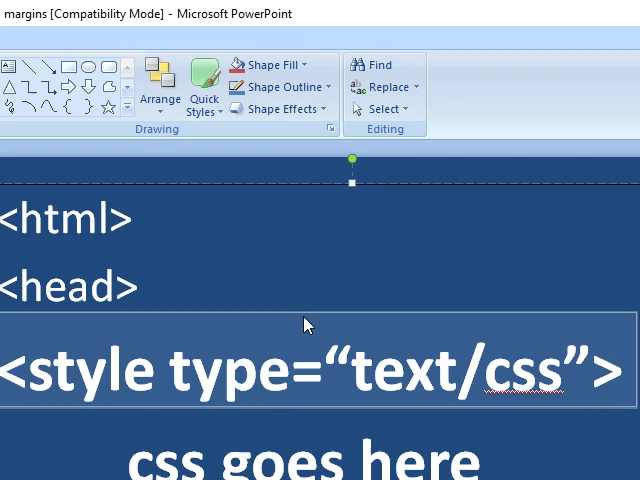 margins [Compatibility Mode] - Microsoft PowerPoint
Shape Fill
Find
Shape Outline
Replace
Arrange
Quick
Styles
Shape Effects
Select
Drawing
Editing
<html>
<head>
<style type=“text/css”>
css goes here